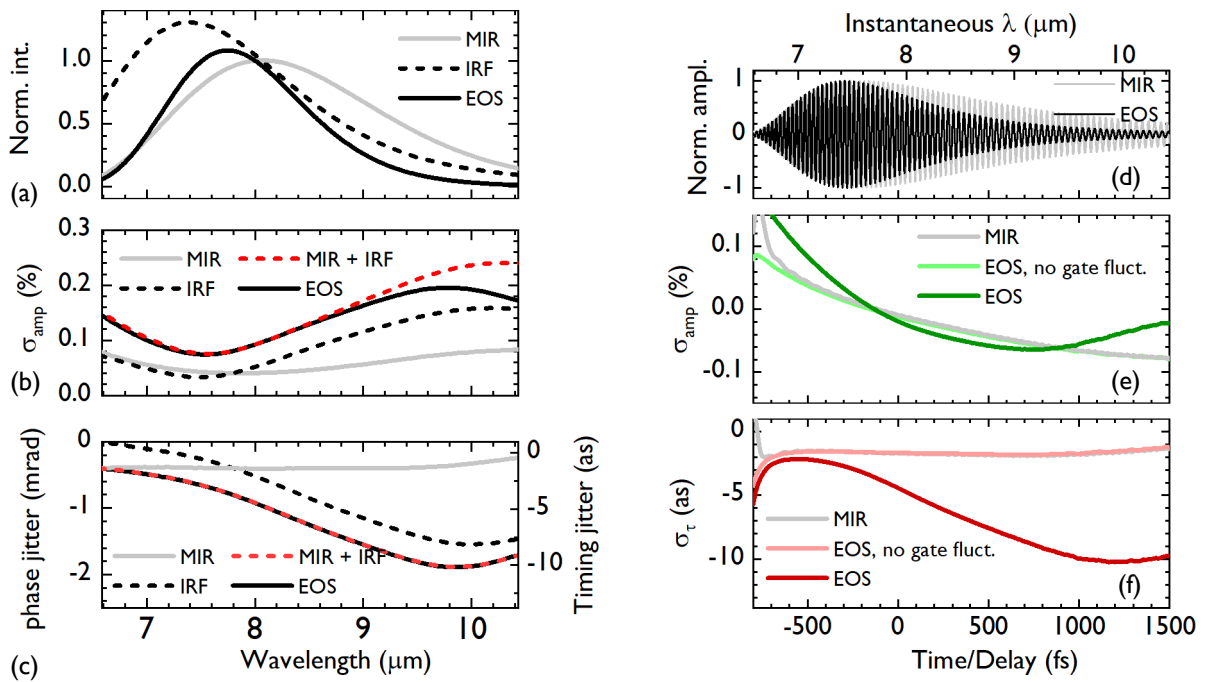 (a)
Norm. int.
1.0
0.5
0.0
MIR
IRF
EOS
(b)
σamp (%)
0.3
0.2
0.1
0.0
MIR
MIR + IRF
IRF
EOS
(c)
phase jitter (mrad)
0
-1
-2
MIR
MIR + IRF
IRF
EOS
0
-5
-10
Timing jitter (as)
7 8 9 10
Wavelength (μm)
Instantaneous λ (μm)
7 8 9 10
Norm. ampl.
1
0
-1
MIR
EOS
(d)
σamp (%)
0.1
0.0
-0.1
MIR
EOS, no gate fluct.
EOS
(e)
στ (as)
0
-5
-10
MIR
EOS, no gate fluct.
EOS
(f)
-500 0 500 1000 1500
Time/Delay (fs)